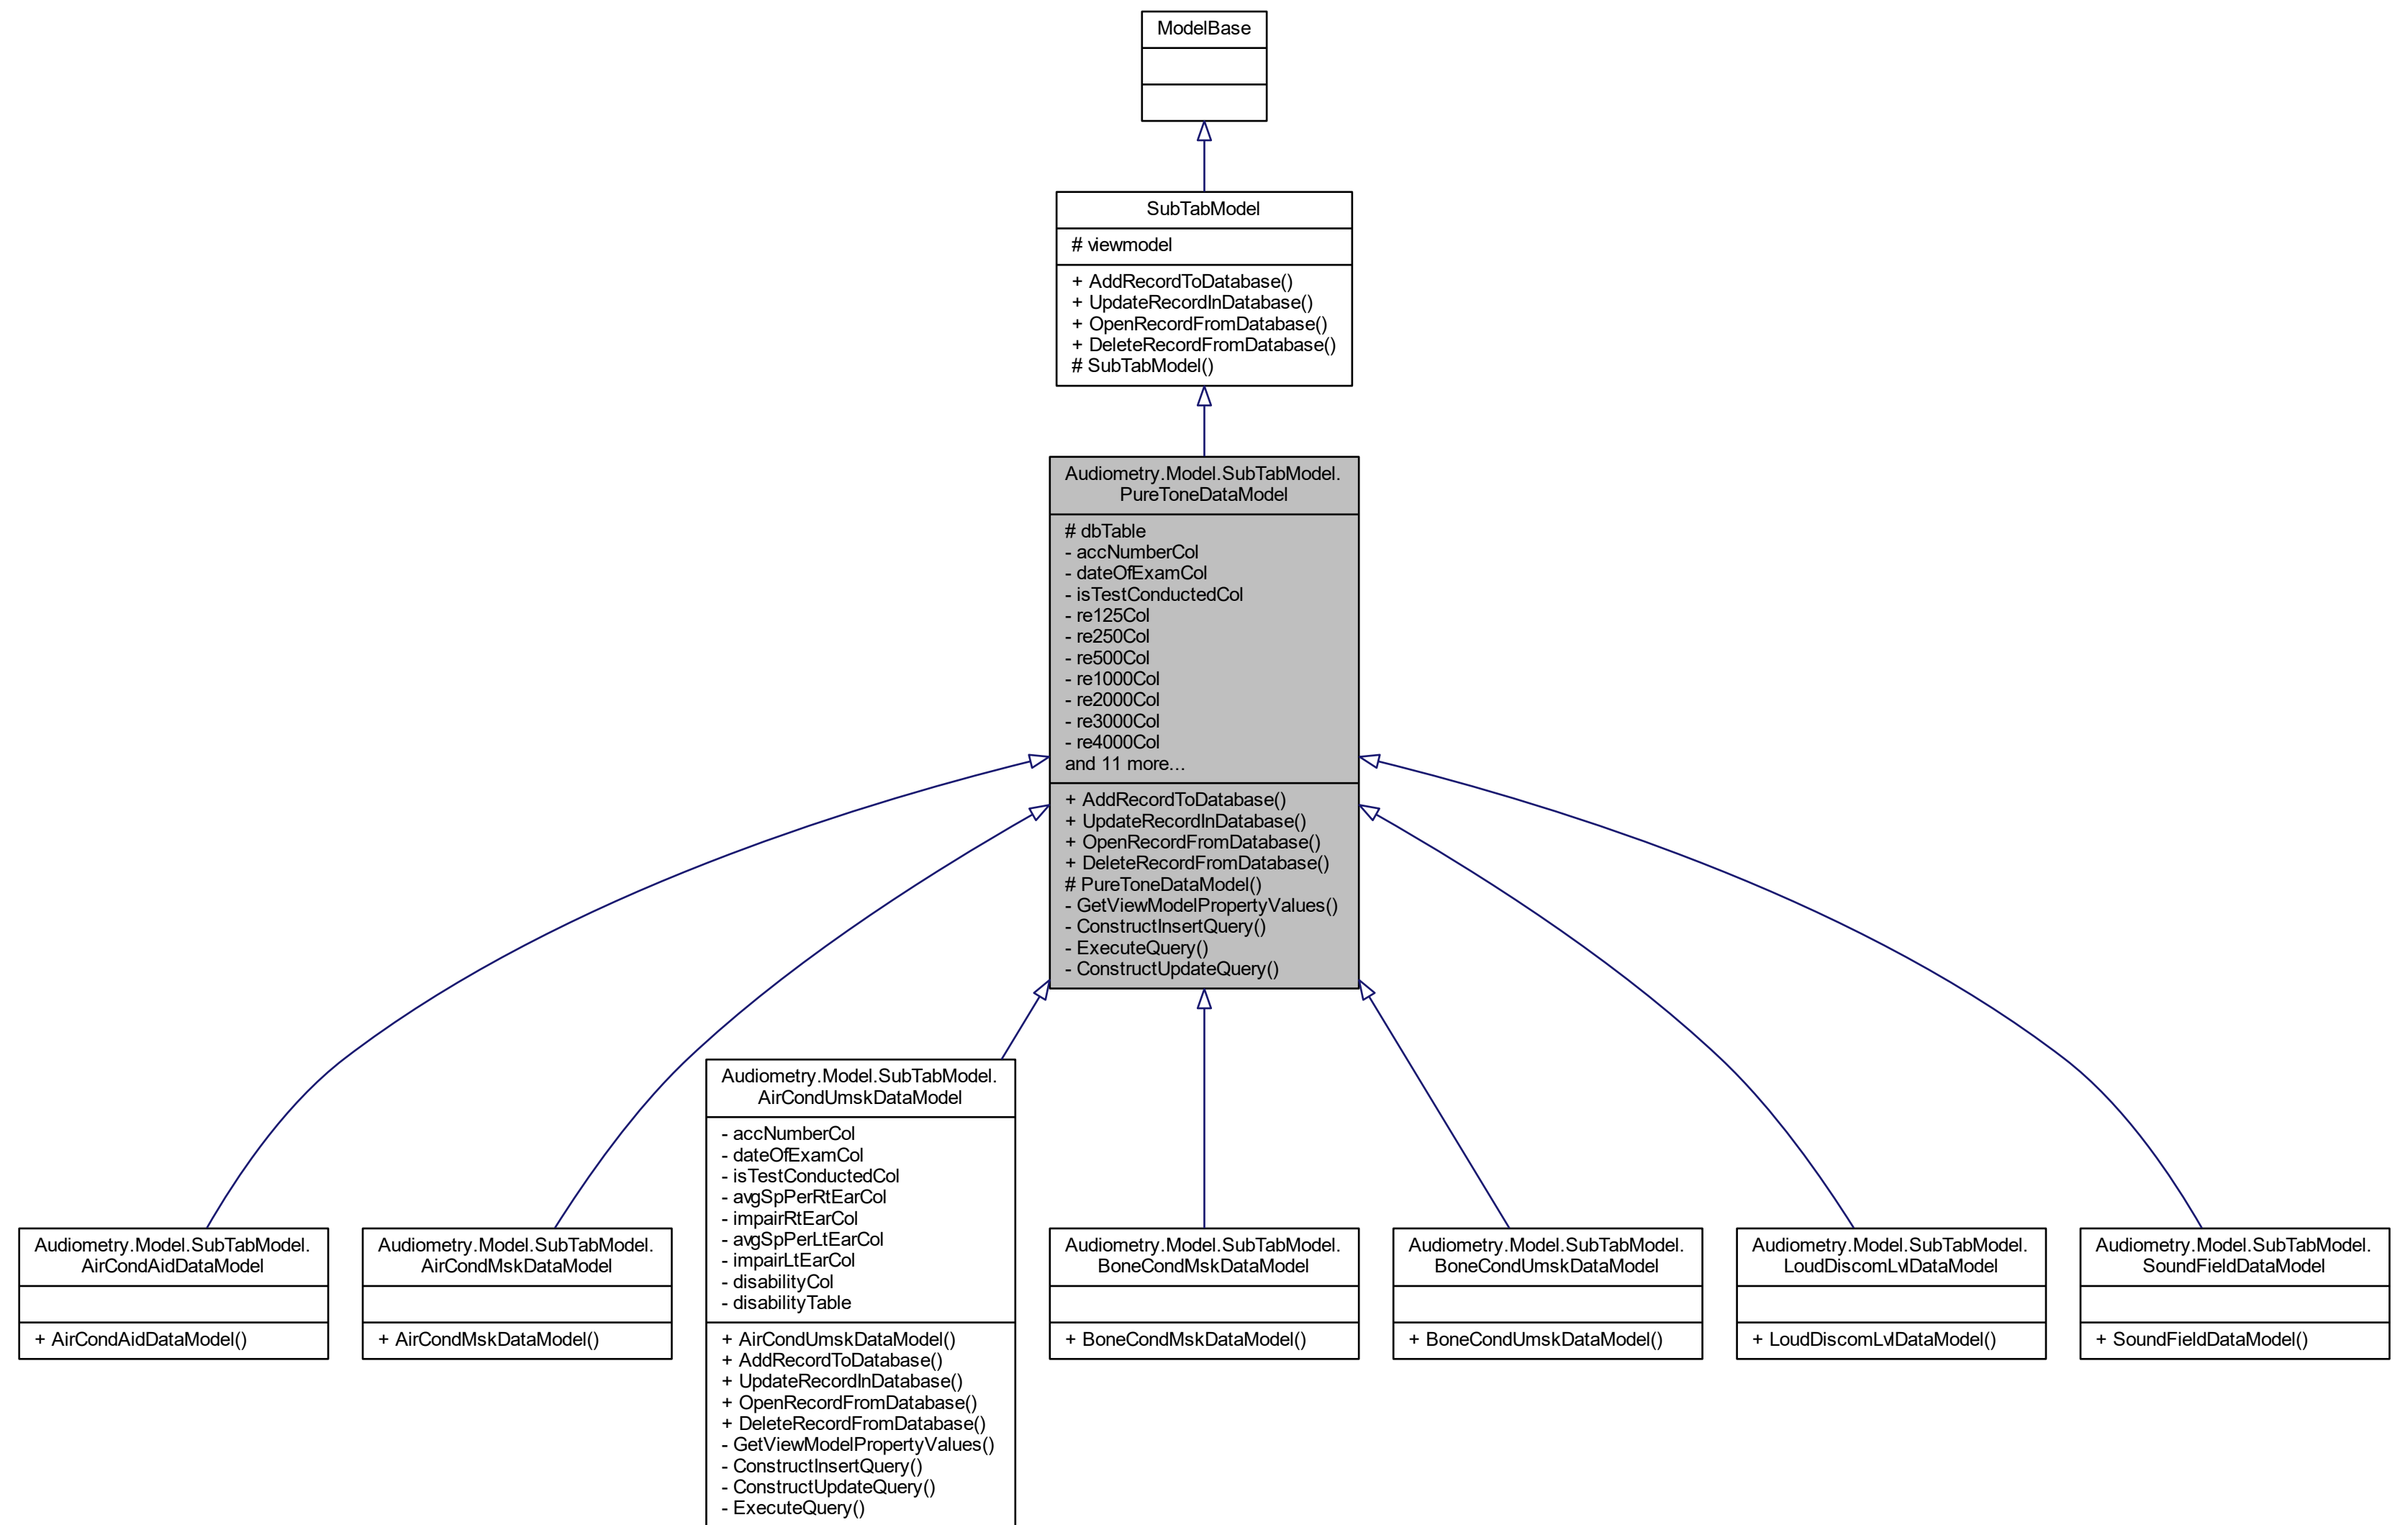 ModelBase
SubTabModel
# viewmodel
+ AddRecordToDatabase()
+ UpdateRecordInDatabase()
+ OpenRecordFromDatabase()
+ DeleteRecordFromDatabase()
# SubTabModel()
Audiometry.Model.SubTabModel.
PureToneDataModel
# dbTable
- accNumberCol
- dateOfExamCol
- isTestConductedCol
- re125Col
- re250Col
- re500Col
- re1000Col
- re2000Col
- re3000Col
- re4000Col
and 11 more...
+ AddRecordToDatabase()
+ UpdateRecordInDatabase()
+ OpenRecordFromDatabase()
+ DeleteRecordFromDatabase()
# PureToneDataModel()
- GetViewModelPropertyValues()
- ConstructInsertQuery()
- ExecuteQuery()
- ConstructUpdateQuery()
Audiometry.Model.SubTabModel.
AirCondAidDataModel
+ AirCondAidDataModel()
Audiometry.Model.SubTabModel.
AirCondMskDataModel
+ AirCondMskDataModel()
Audiometry.Model.SubTabModel.
AirCondUmskDataModel
- accNumberCol
- dateOfExamCol
- isTestConductedCol
- avgSpPerRtEarCol
- impairRtEarCol
- avgSpPerLtEarCol
- impairLtEarCol
- disabilityCol
- disabilityTable
+ AirCondUmskDataModel()
+ AddRecordToDatabase()
+ UpdateRecordInDatabase()
+ OpenRecordFromDatabase()
+ DeleteRecordFromDatabase()
- GetViewModelPropertyValues()
- ConstructInsertQuery()
- ConstructUpdateQuery()
- ExecuteQuery()
Audiometry.Model.SubTabModel.
BoneCondMskDataModel
+ BoneCondMskDataModel()
Audiometry.Model.SubTabModel.
BoneCondUmskDataModel
+ BoneCondUmskDataModel()
Audiometry.Model.SubTabModel.
LoudDiscomLvlDataModel
+ LoudDiscomLvlDataModel()
Audiometry.Model.SubTabModel.
SoundFieldDataModel
+ SoundFieldDataModel()